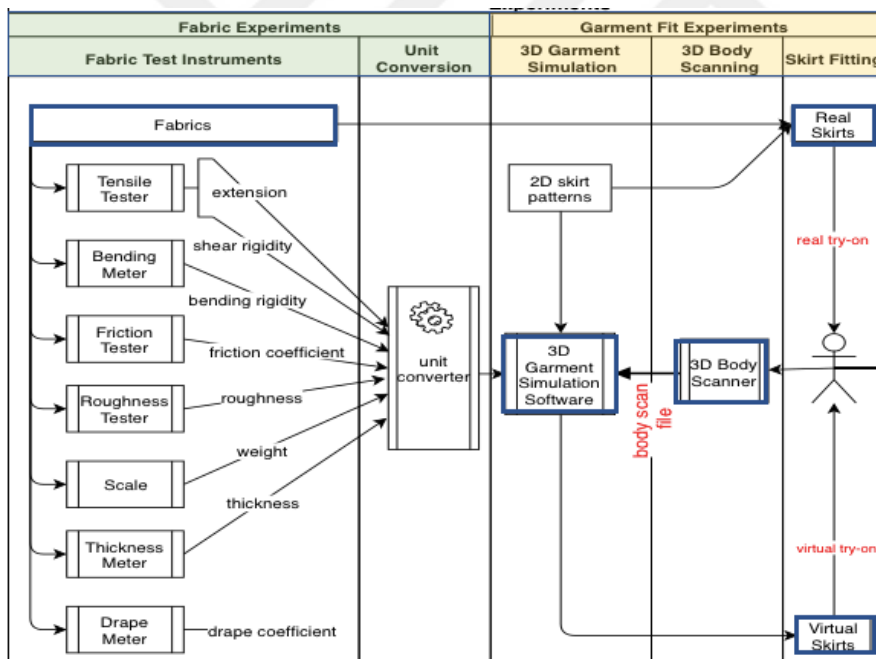 Experiments
Fabric Experiments
Garment Fit Experiments
Fabric Test Instruments
Unit
Conversion
3D Garment
Simulation
3D Body
Scanning
Skirt Fitting
Fabrics
Real
Skirts
Tensile
Tester
extension
2D skirt
patterns
shear rigidity
real try-on
Bending
Meter
bending rigidity
Friction
Tester
friction coefficient
unit
converter
3D
Garment
Simulation
Software
3D Body
Scanner
body scan
file
Roughness
Tester
roughness
weight
Scale
thickness
Thickness
Meter
virtual try-on
Drape
Meter
drape coefficient
Virtual
Skirts